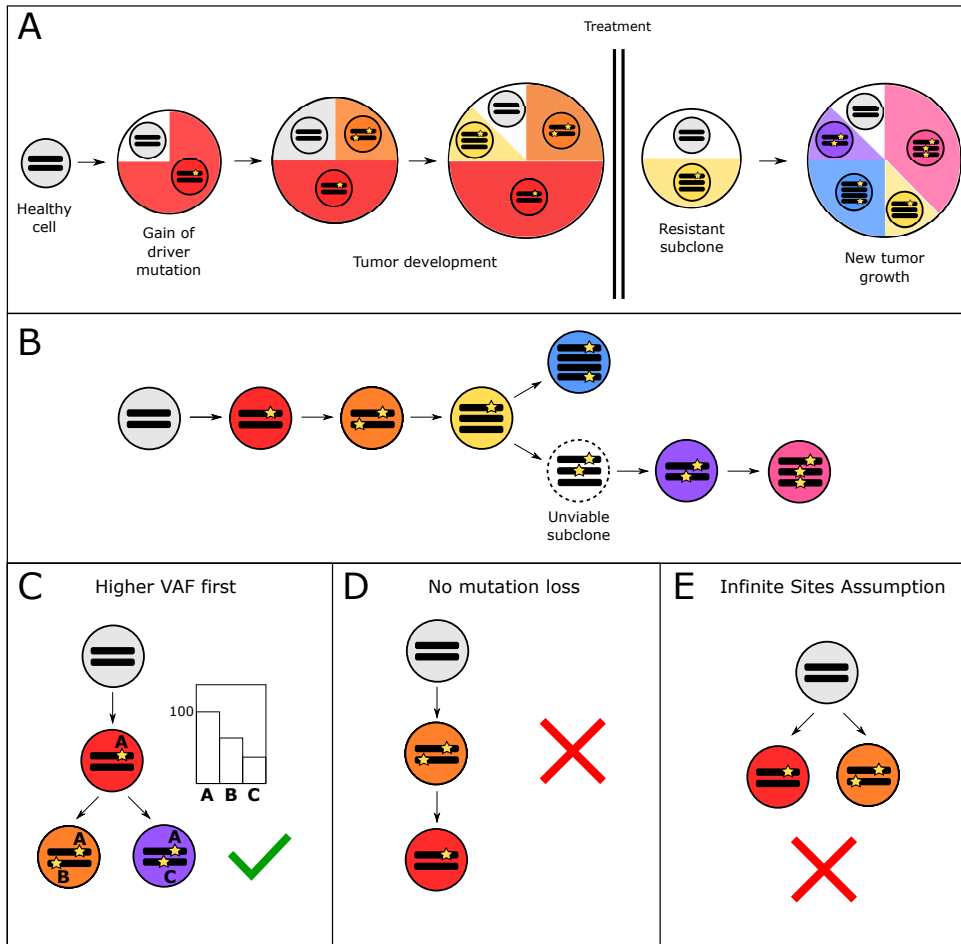 A
Treatment
Healthy
cell
Gain of
driver
mutation
Tumor development
Resistant
subclone
New tumor
growth
B
Unviable
subclone
C
Higher VAF first
A
100
A B C
A
B
A
C
D
No mutation loss
E
Infinite Sites Assumption